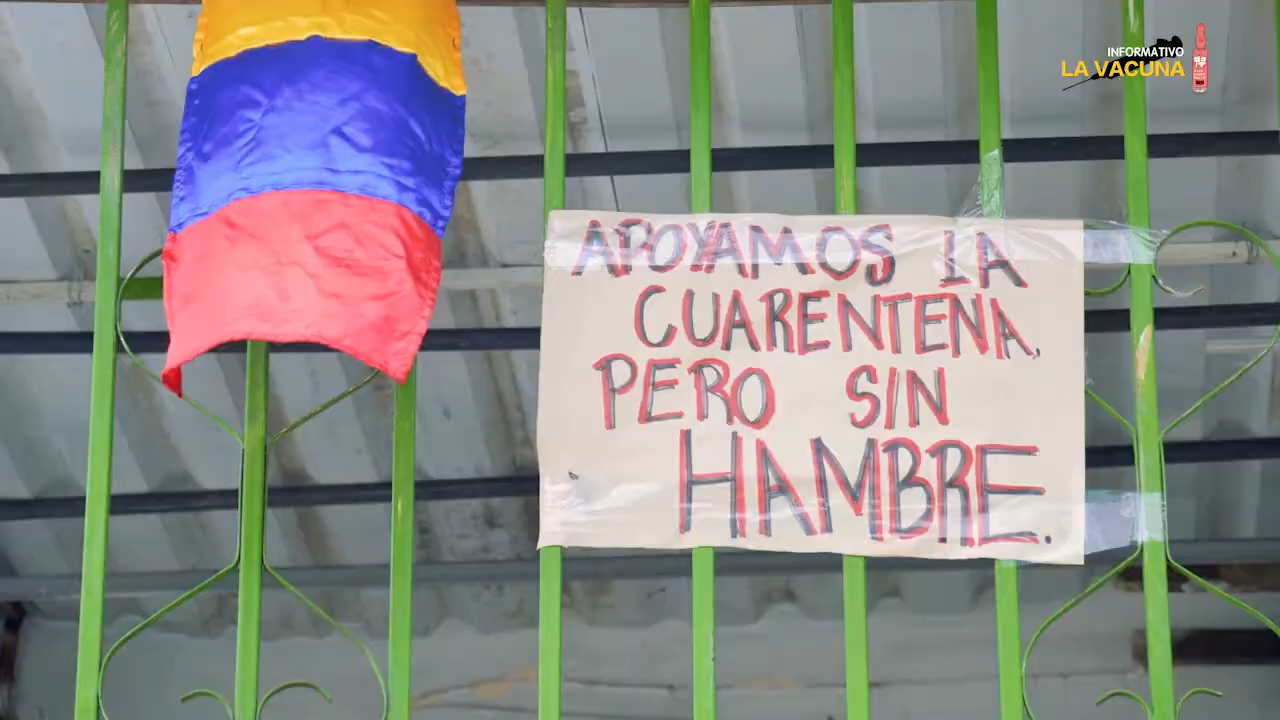 INFORMATIVO
LA VACUNA
APOYAMOS LA
CUARENTENA,
PERO SIN
HAMBRE.